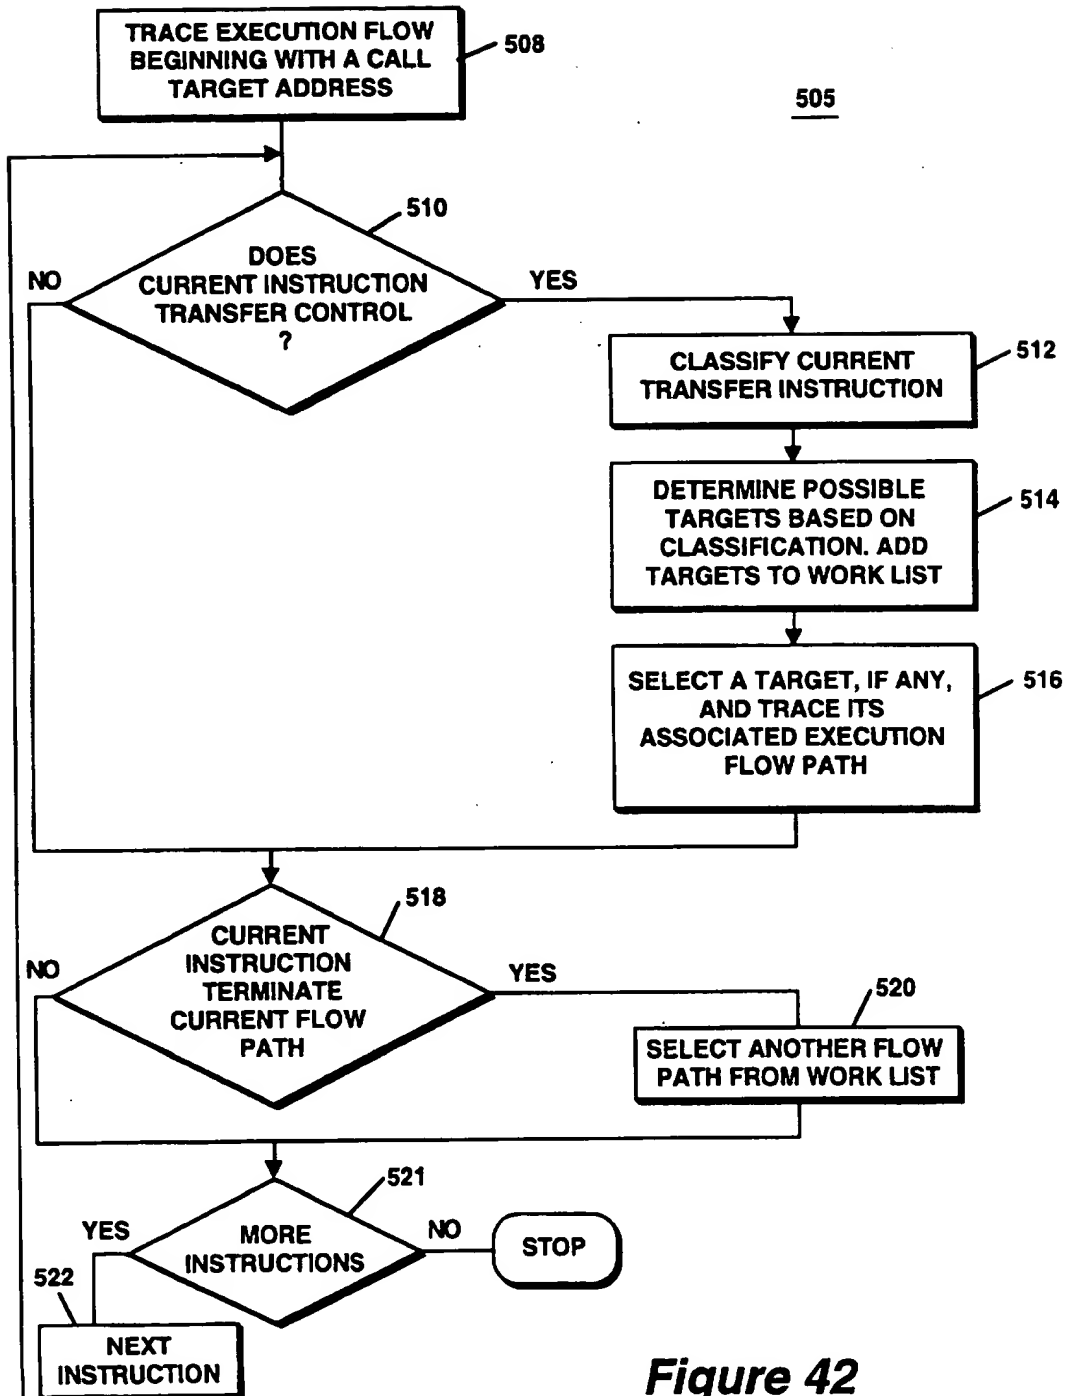 TRACE EXECUTION FLOW
BEGINNING WITH A CALL
TARGET ADDRESS
508
505
510
DOES
CURRENT INSTRUCTION
TRANSFER CONTROL
?
NO
YES
CLASSIFY CURRENT
TRANSFER INSTRUCTION
512
DETERMINE POSSIBLE
TARGETS BASED ON
CLASSIFICATION. ADD
TARGETS TO WORK LIST
514
SELECT A TARGET, IF ANY,
AND TRACE ITS
ASSOCIATED EXECUTION
FLOW PATH
516
518
CURRENT
INSTRUCTION
TERMINATE
CURRENT FLOW
PATH
NO
YES
520
SELECT ANOTHER FLOW
PATH FROM WORK LIST
521
MORE
INSTRUCTIONS
YES
NO
STOP
522
NEXT
INSTRUCTION
Figure 42